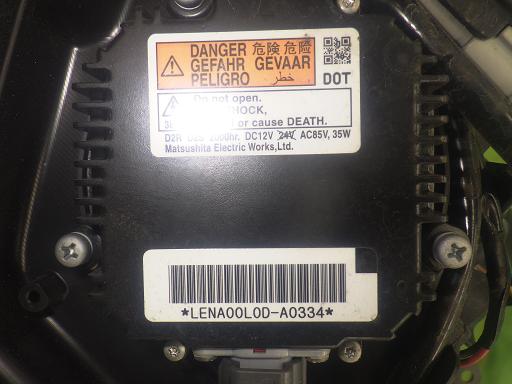 DANGER 危険 危險
GEFAHR GEVAAR
PELIGRO خطر
DOT
Do not open.
HOCK,
or cause DEATH.
D2R D2S 2000hr, DC12V 24V AC85V, 35W
Matsushita Electric Works,Ltd.
*LENA00L0D-A0334*